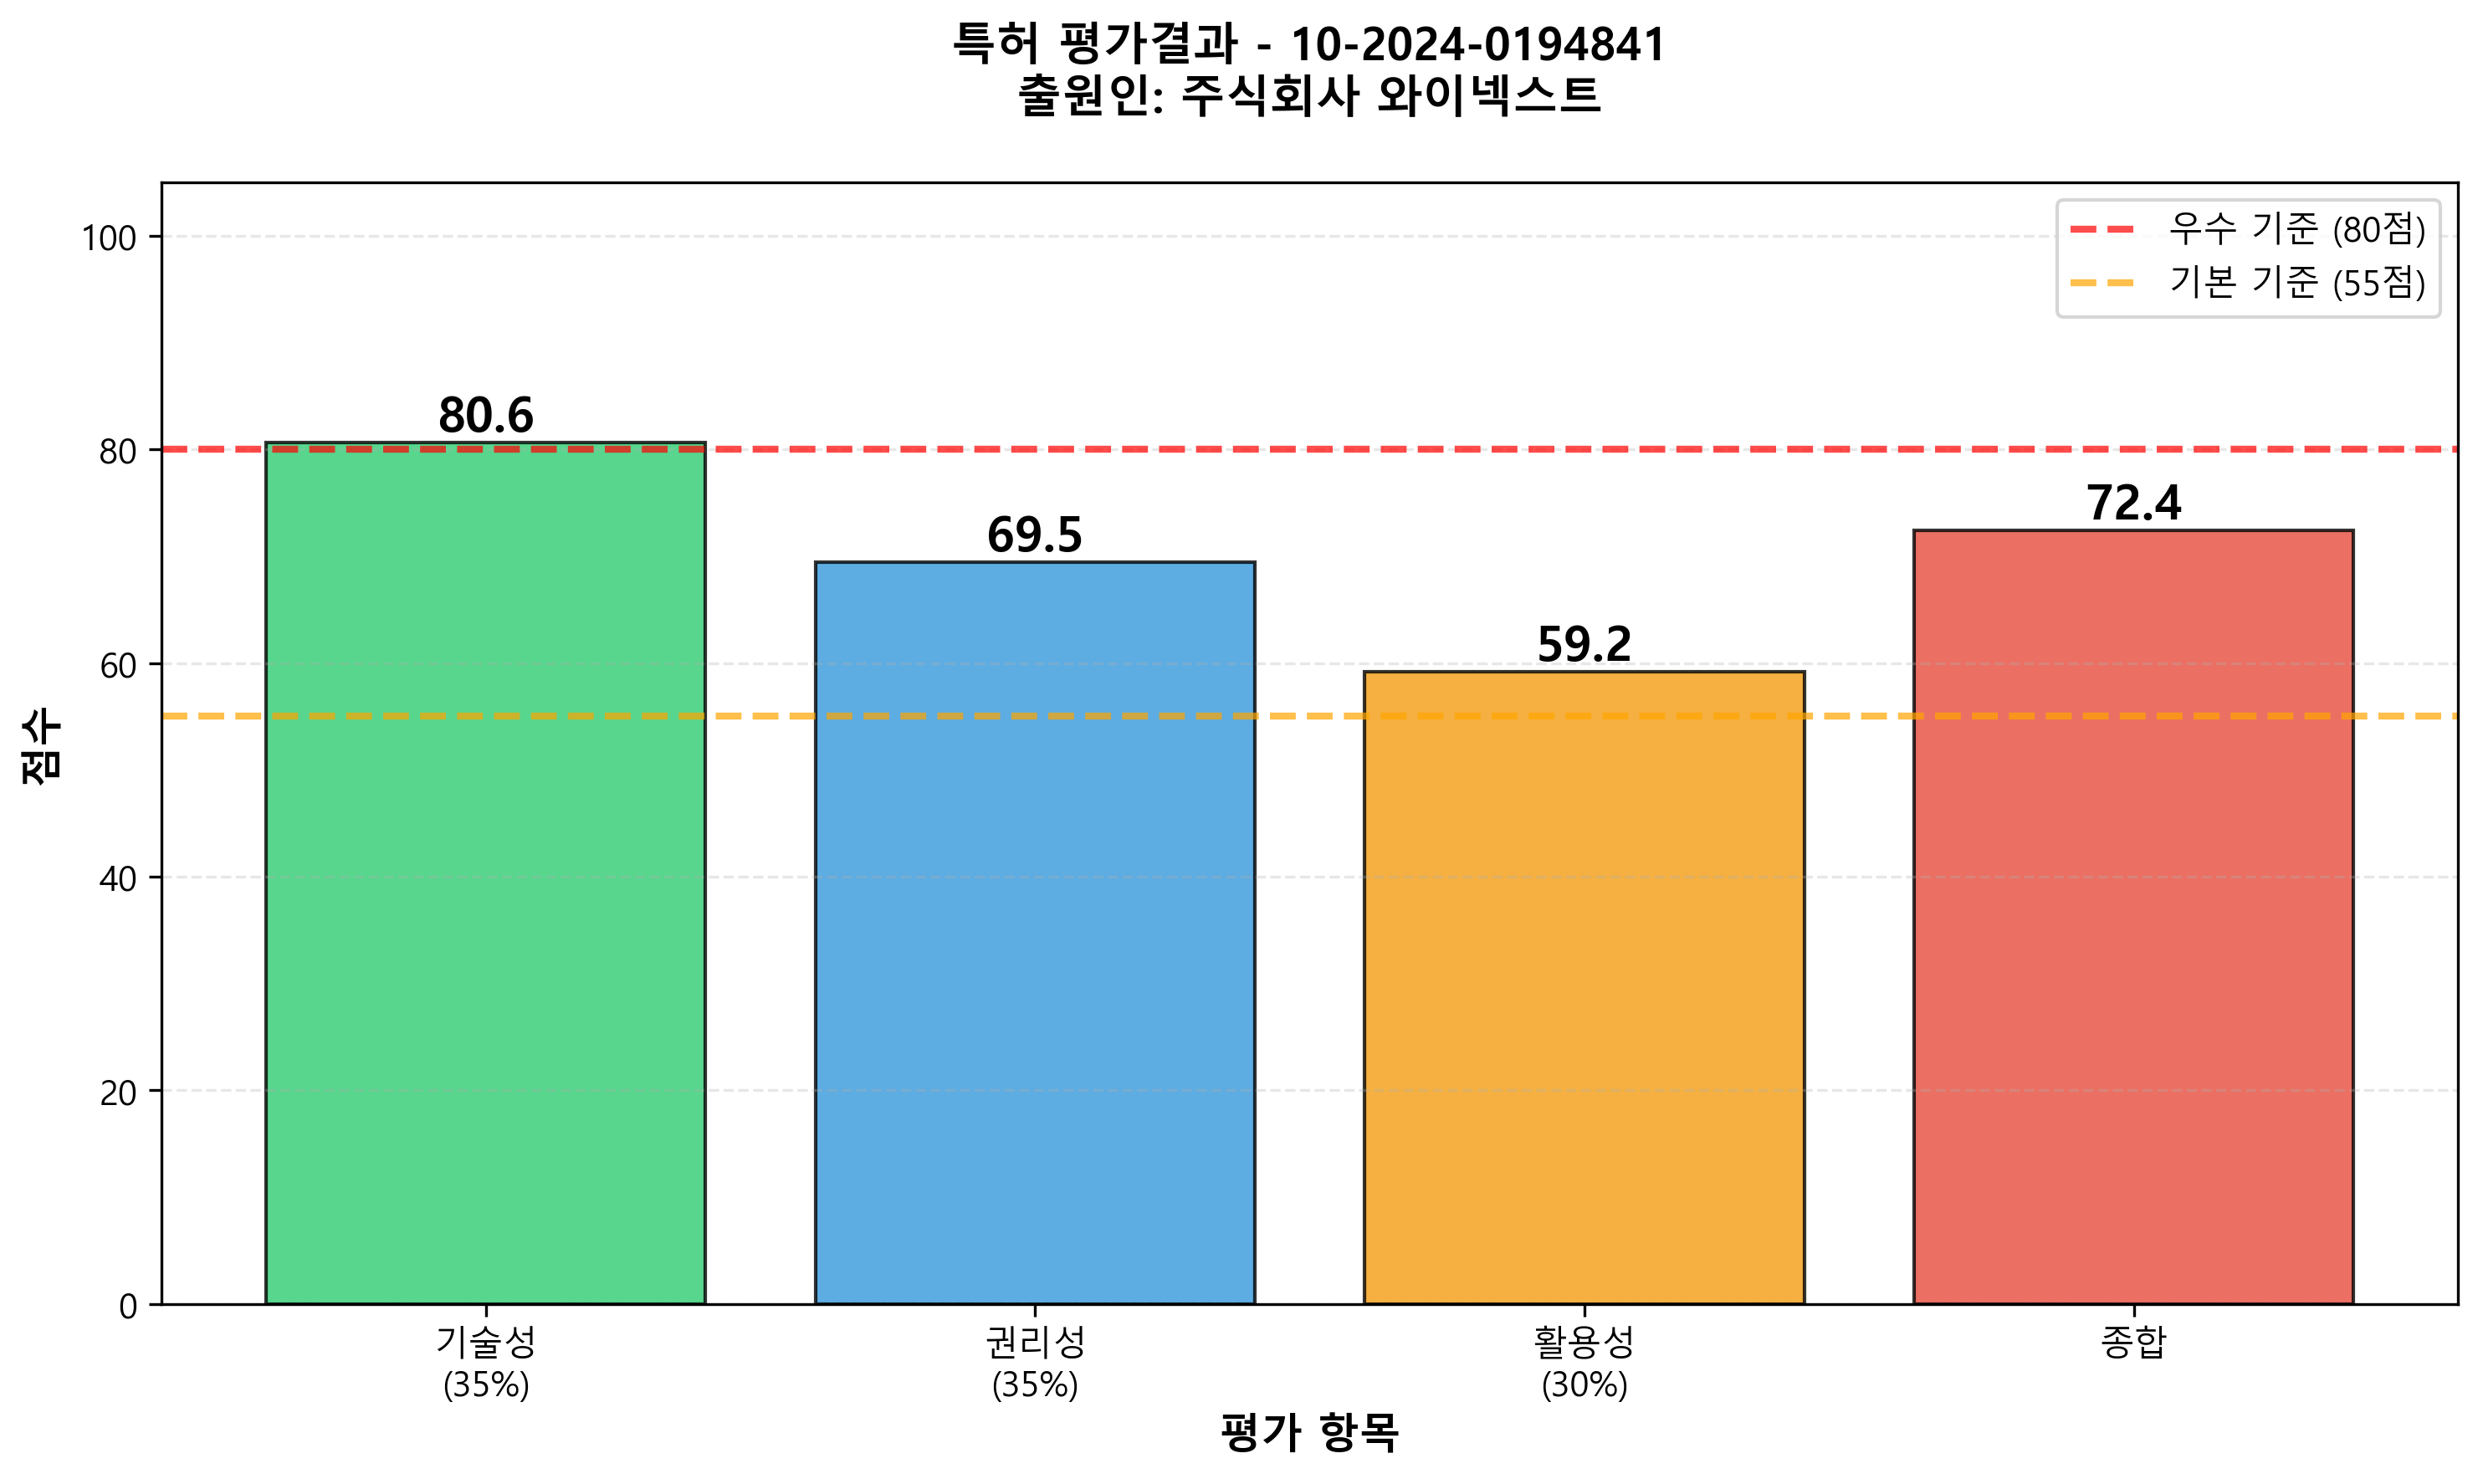 특허 평가결과 - 10-2024-0194841
출원인: 주식회사 와이넥스트
우수 기준 (80점)
기본 기준 (55점)
점수
100
80
60
40
20
0
80.6
69.5
59.2
72.4
기술성
(35%)
권리성
(35%)
활용성
(30%)
종합
평가 항목